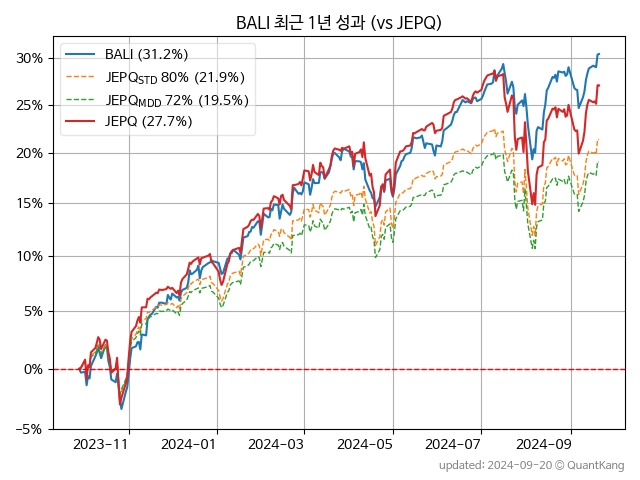 BALI 최근 1년 성과 (vs JEPQ)
BALI (31.2%)
JEPQSTD 80% (21.9%)
JEPQMDD 72% (19.5%)
JEPQ (27.7%)
30%
25%
20%
15%
10%
5%
0%
−5%
2023-11
2024-01
2024-03
2024-05
2024-07
2024-09
updated: 2024-09-20 © QuantKang